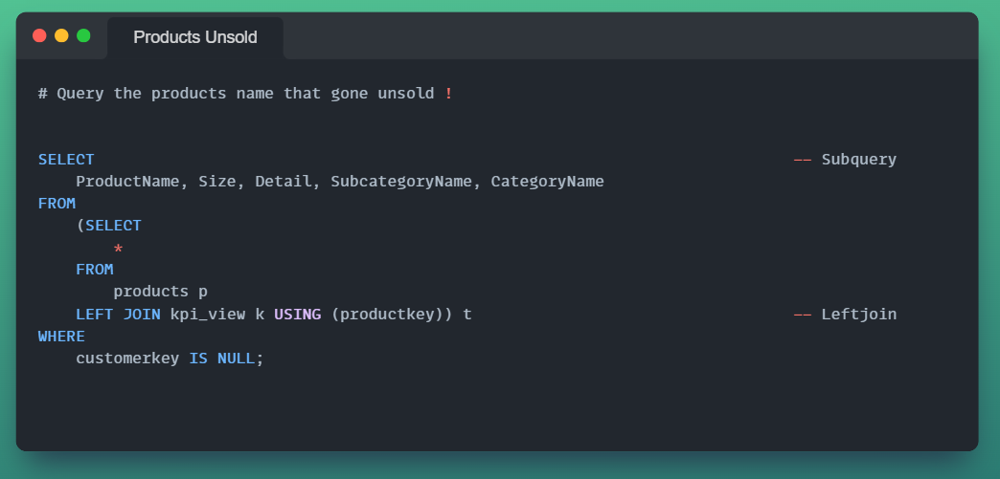 Products Unsold
# Query the products name that gone unsold !
SELECT -- Subquery
ProductName, Size, Detail, SubcategoryName, CategoryName
FROM
(SELECT
*
FROM
products p
LEFT JOIN kpi_view k USING (productkey)) t -- Leftjoin
WHERE
customerkey IS NULL;